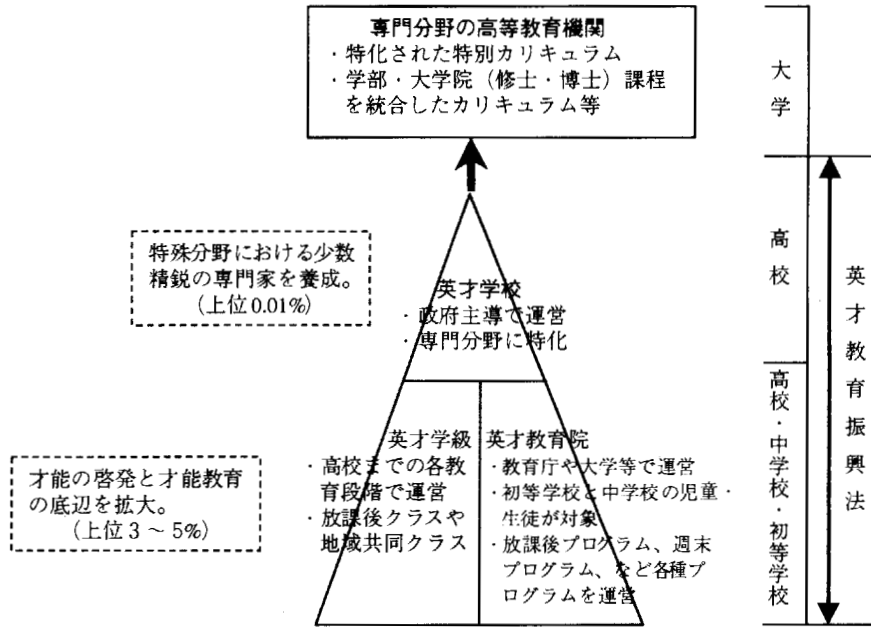 専門分野の高等教育機関
・特化された特別カリキュラム
・学部・大学院（修士・博士）課程
を統合したカリキュラム等
大学
特殊分野における少数
精鋭の専門家を養成。
（上位0.01%）
英才学校
・政府主導で運営
・専門分野に特化
高校
英才教育振興法
才能の啓発と才能教育
の底辺を拡大。
（上位3～5%）
英才学級
・高校までの各教
育段階で運営
・放課後クラスや
地域共同クラス
英才教育院
・教育庁や大学等で運営
・初等学校と中学校の児童・
生徒が対象
・放課後プログラム、週末
プログラム、など各種プ
ログラムを運営
高校・中学校・初等学校